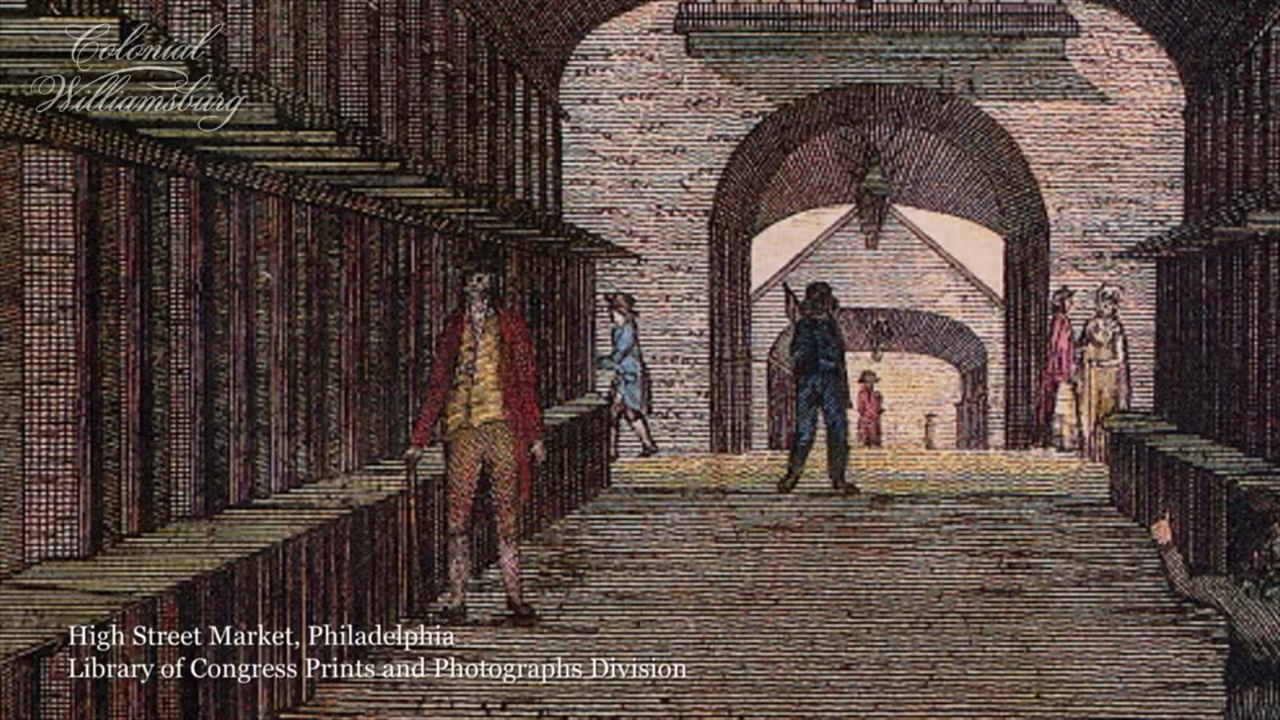 Colonial
Williamsburg
High Street Market, Philadelphia
Library of Congress Prints and Photographs Division